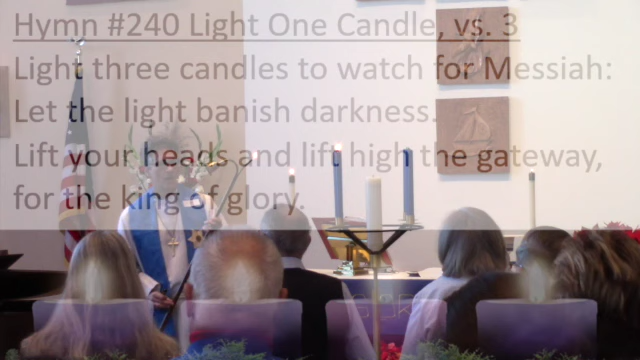 Hymn #240 Light One Candle, vs. 3
Light three candles to watch for Messiah:
Let the light banish darkness.
Lift your heads and lift high the gateway,
for the king of glory.